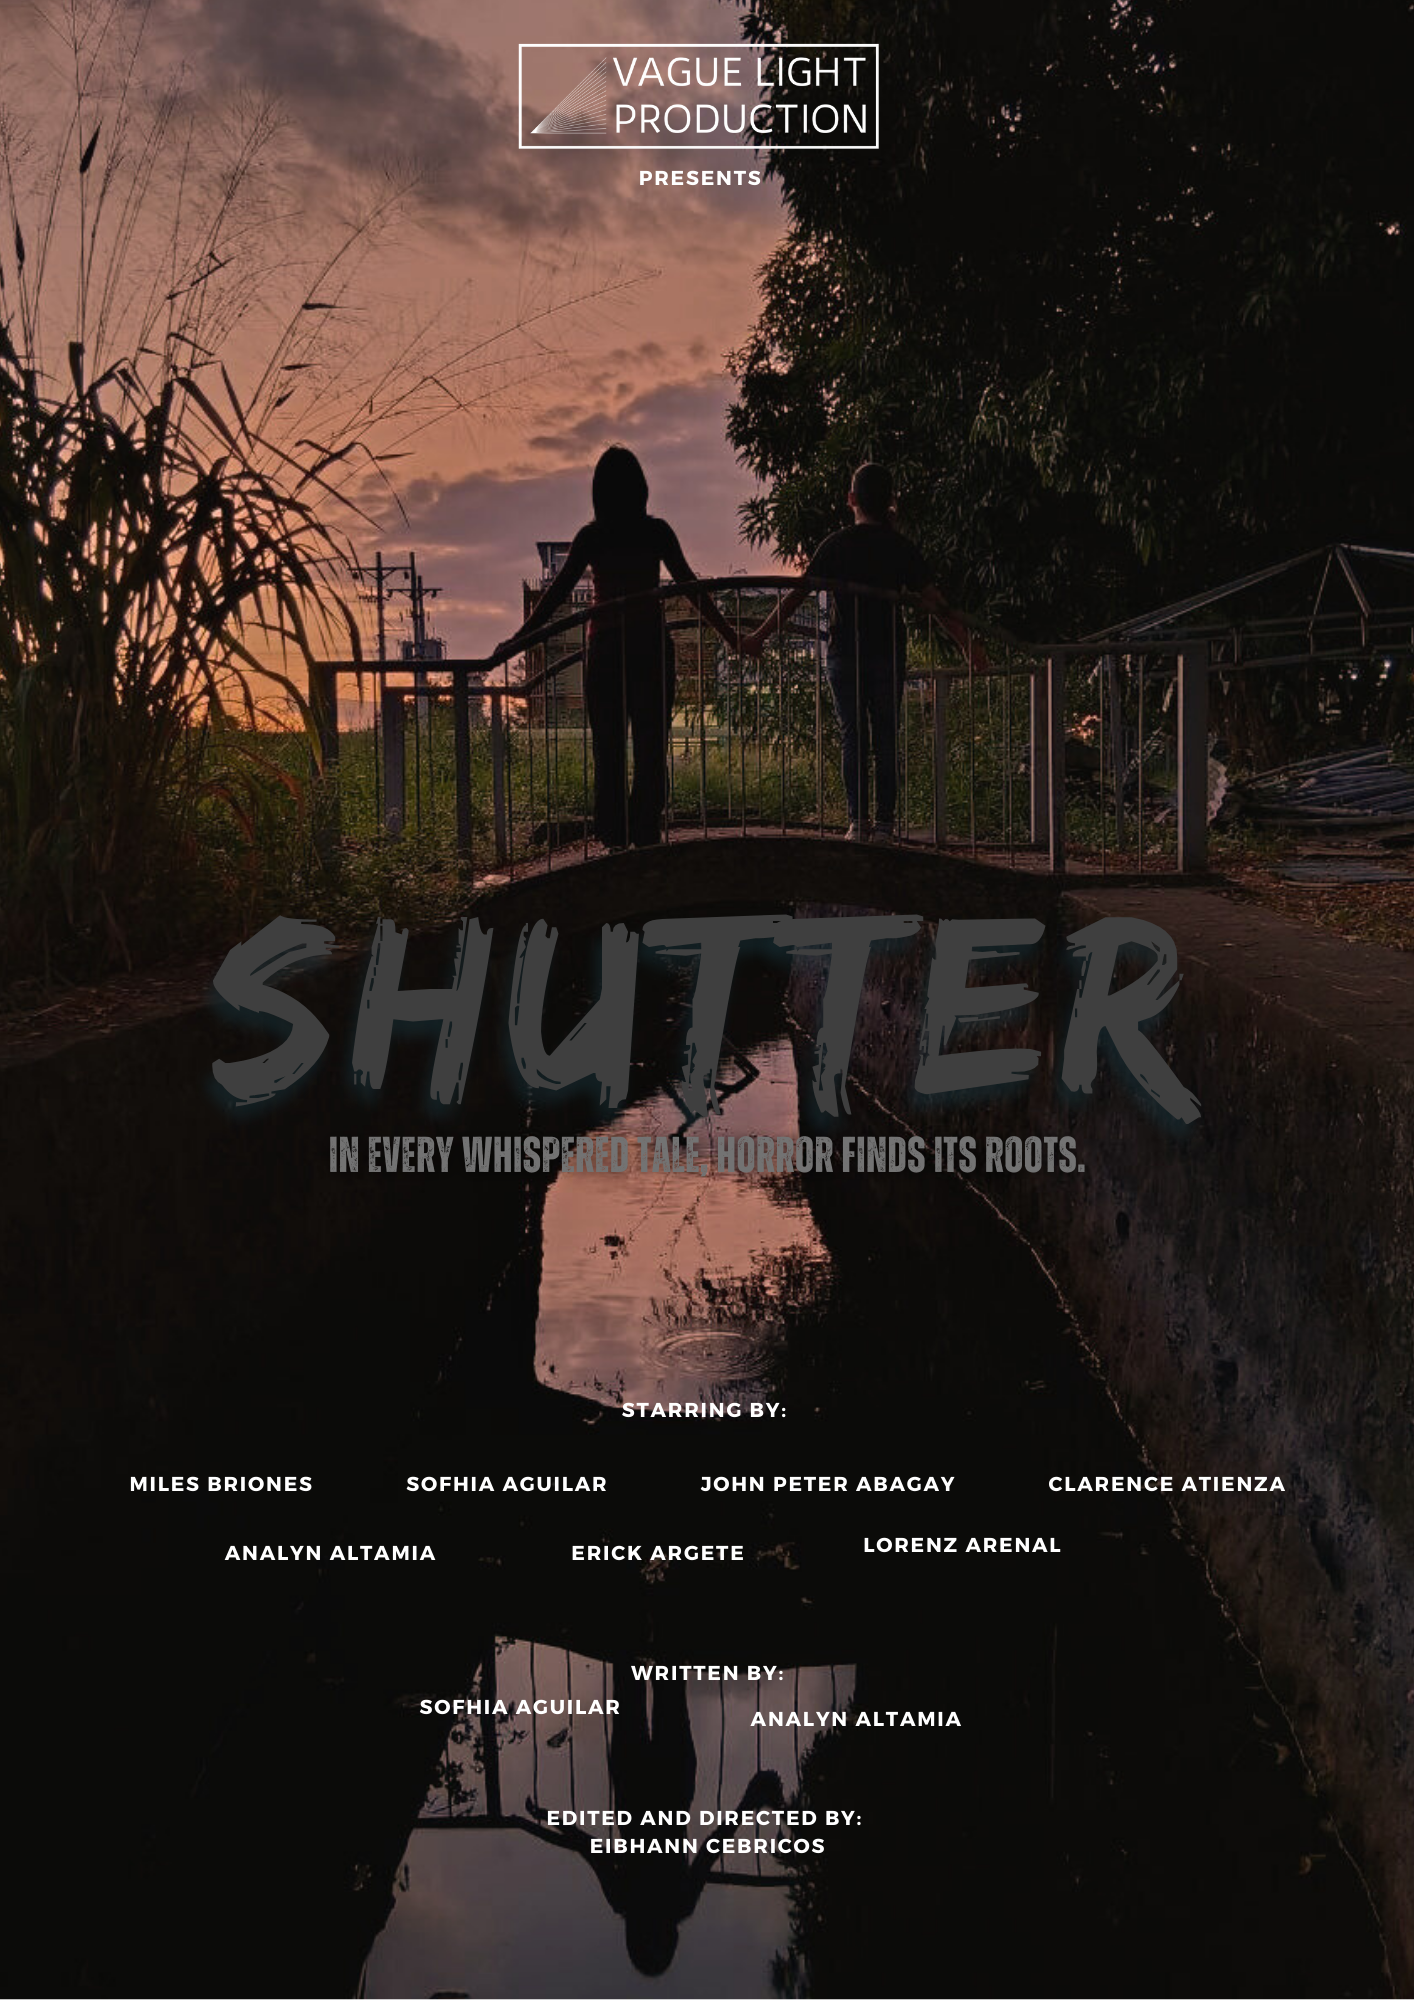 VAGUE LIGHT
PRODUCTION
PRESENTS
SHUTTER
IN EVERY WHISPERED TALE, HORROR FINDS ITS ROOTS.
STARRING BY:
MILES BRIONES SOFHIA AGUILAR JOHN PETER ABAGAY CLARENCE ATIENZA
ANALYN ALTAMIA ERICK ARGETE LORENZ ARENAL
WRITTEN BY:
SOFHIA AGUILAR ANALYN ALTAMIA
EDITED AND DIRECTED BY:
EIBHANN CEBRICOS